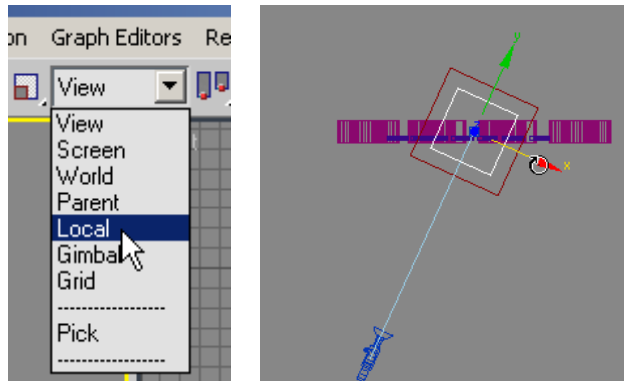 on Graph Editors Re
View
View
Screen
World
Parent
Local
Gimbal
Grid
------------------
Pick
------------------
y
x